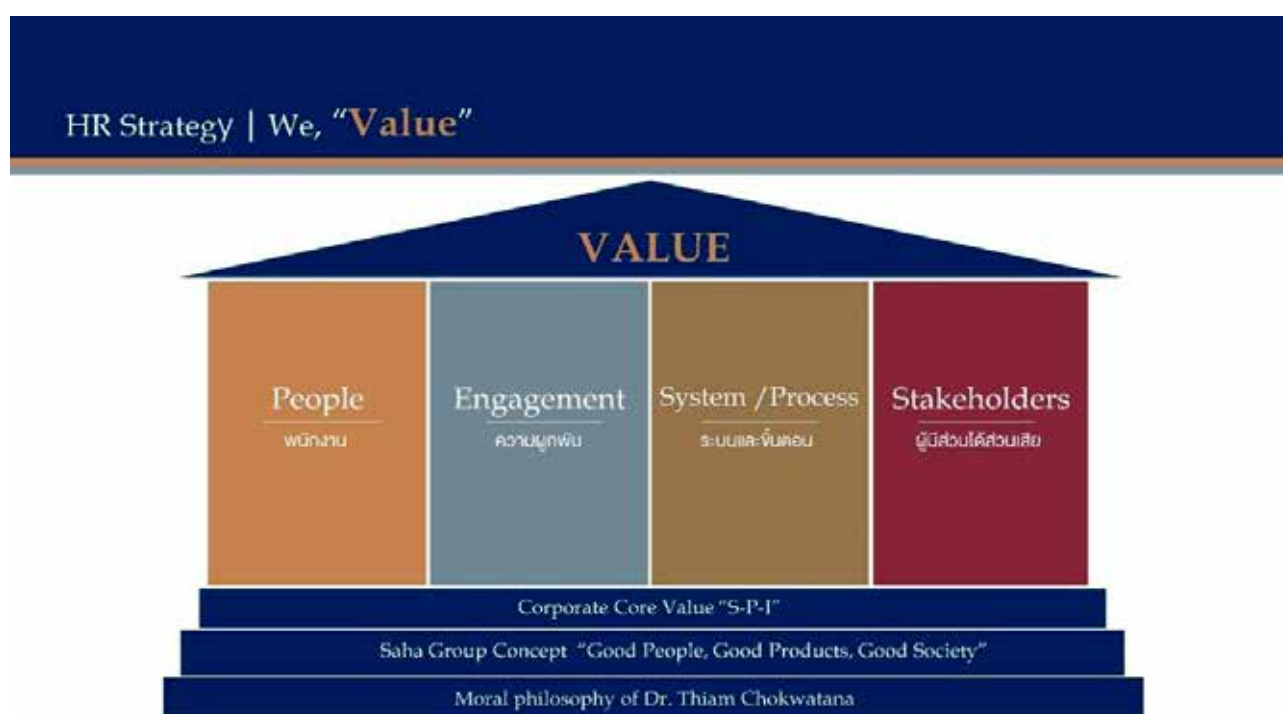 HR Strategy | We, “Value”
VALUE
People
พนักงาน
Engagement
ความผูกพัน
System /Process
ระบบและขั้นตอน
Stakeholders
ผู้มีส่วนได้ส่วนเสีย
Corporate Core Value “S-P-I”
Saha Group Concept “Good People, Good Products, Good Society”
Moral philosophy of Dr. Thiam Chokwatana